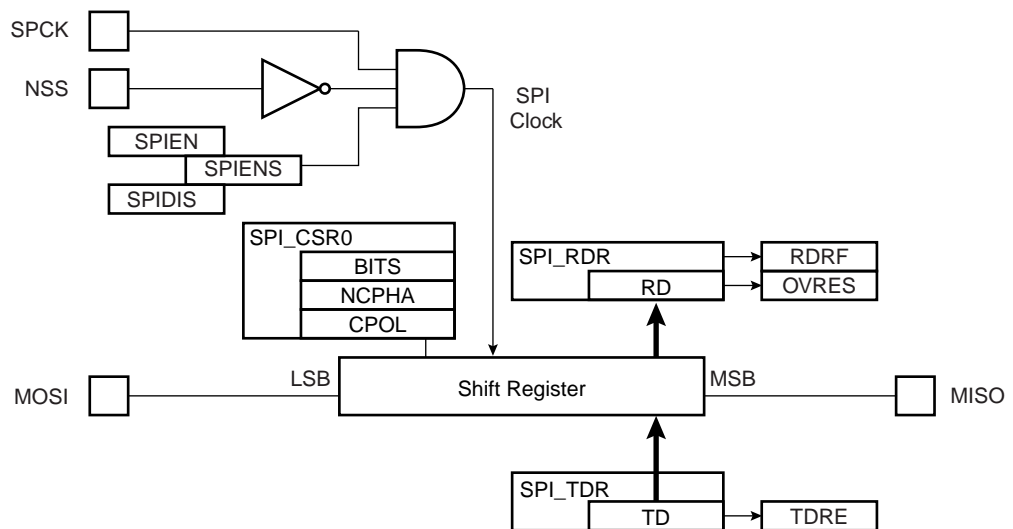 SPCK
NSS
SPI
Clock
SPIEN
SPIENS
SPIDIS
SPI_CSR0
BITS
NCPHA
CPOL
SPI_RDR
RD
RDRF
OVRES
MOSI
LSB
Shift Register
MSB
MISO
SPI_TDR
TD
TDRE